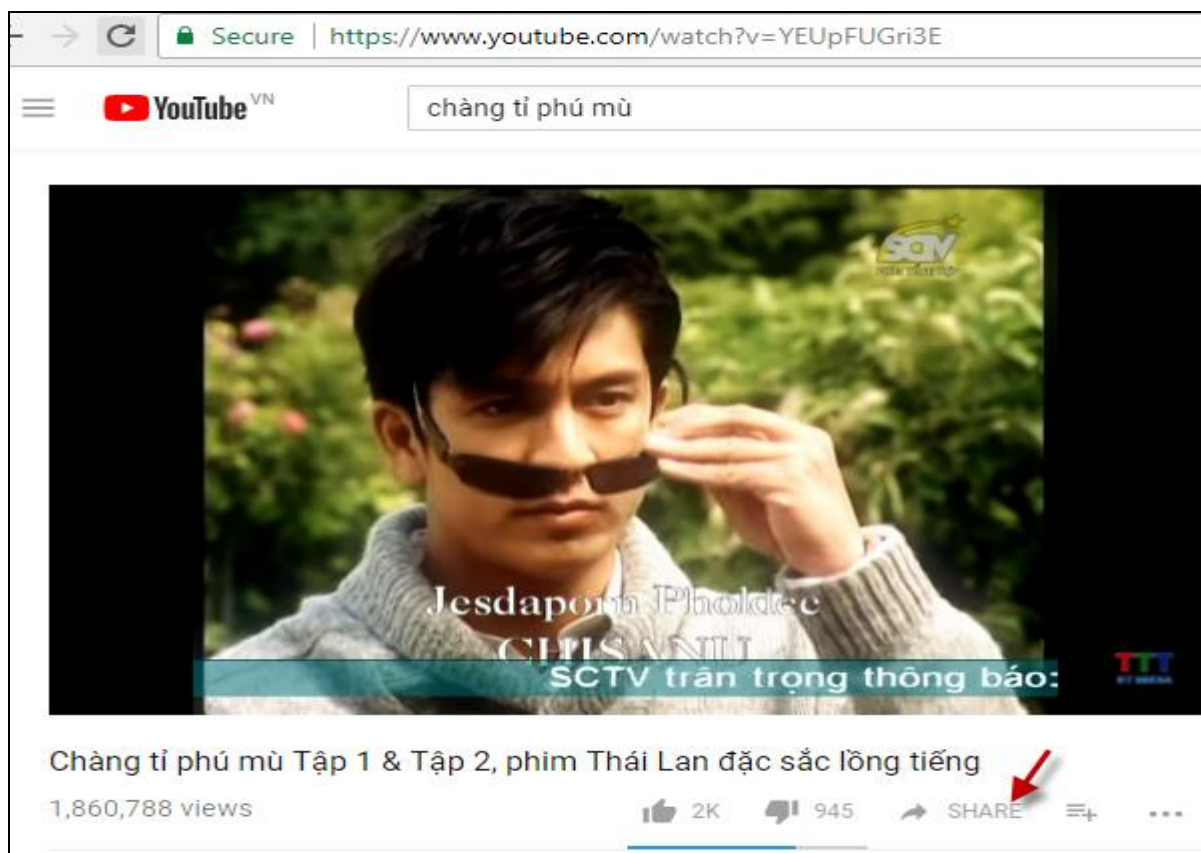 Secure | https://www.youtube.com/watch?v=YEUpFUGri3E
YouTube VN
chàng tỉ phú mù
SCTV
Jesdaporn Pholdee
CHISANU
SCTV trân trọng thông báo:
TTT
Chàng tỉ phú mù Tập 1 & Tập 2, phim Thái Lan đặc sắc lồng tiếng
1,860,788 views
2K 945 SHARE